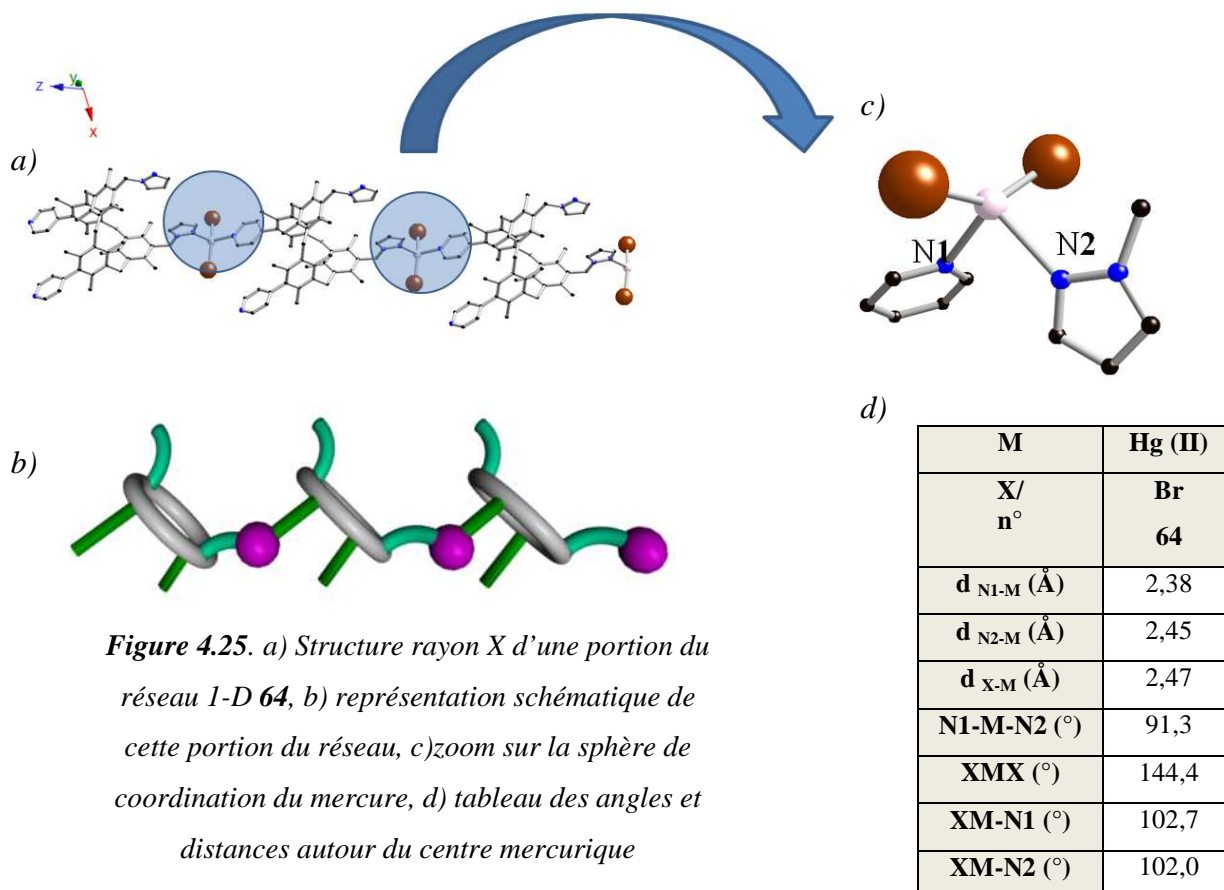 z
y
x
a)
c)
N1
N2
b)
d)
Figure 4.25. a) Structure rayon X d'une portion du
réseau 1-D 64, b) représentation schématique de
cette portion du réseau, c)zoom sur la sphère de
coordination du mercure, d) tableau des angles et
distances autour du centre mercurique
M Hg (II)
X/ Br
n° 64
d N1-M (Å) 2,38
d N2-M (Å) 2,45
d X-M (Å) 2,47
N1-M-N2 (°) 91,3
XMX (°) 144,4
XM-N1 (°) 102,7
XM-N2 (°) 102,0